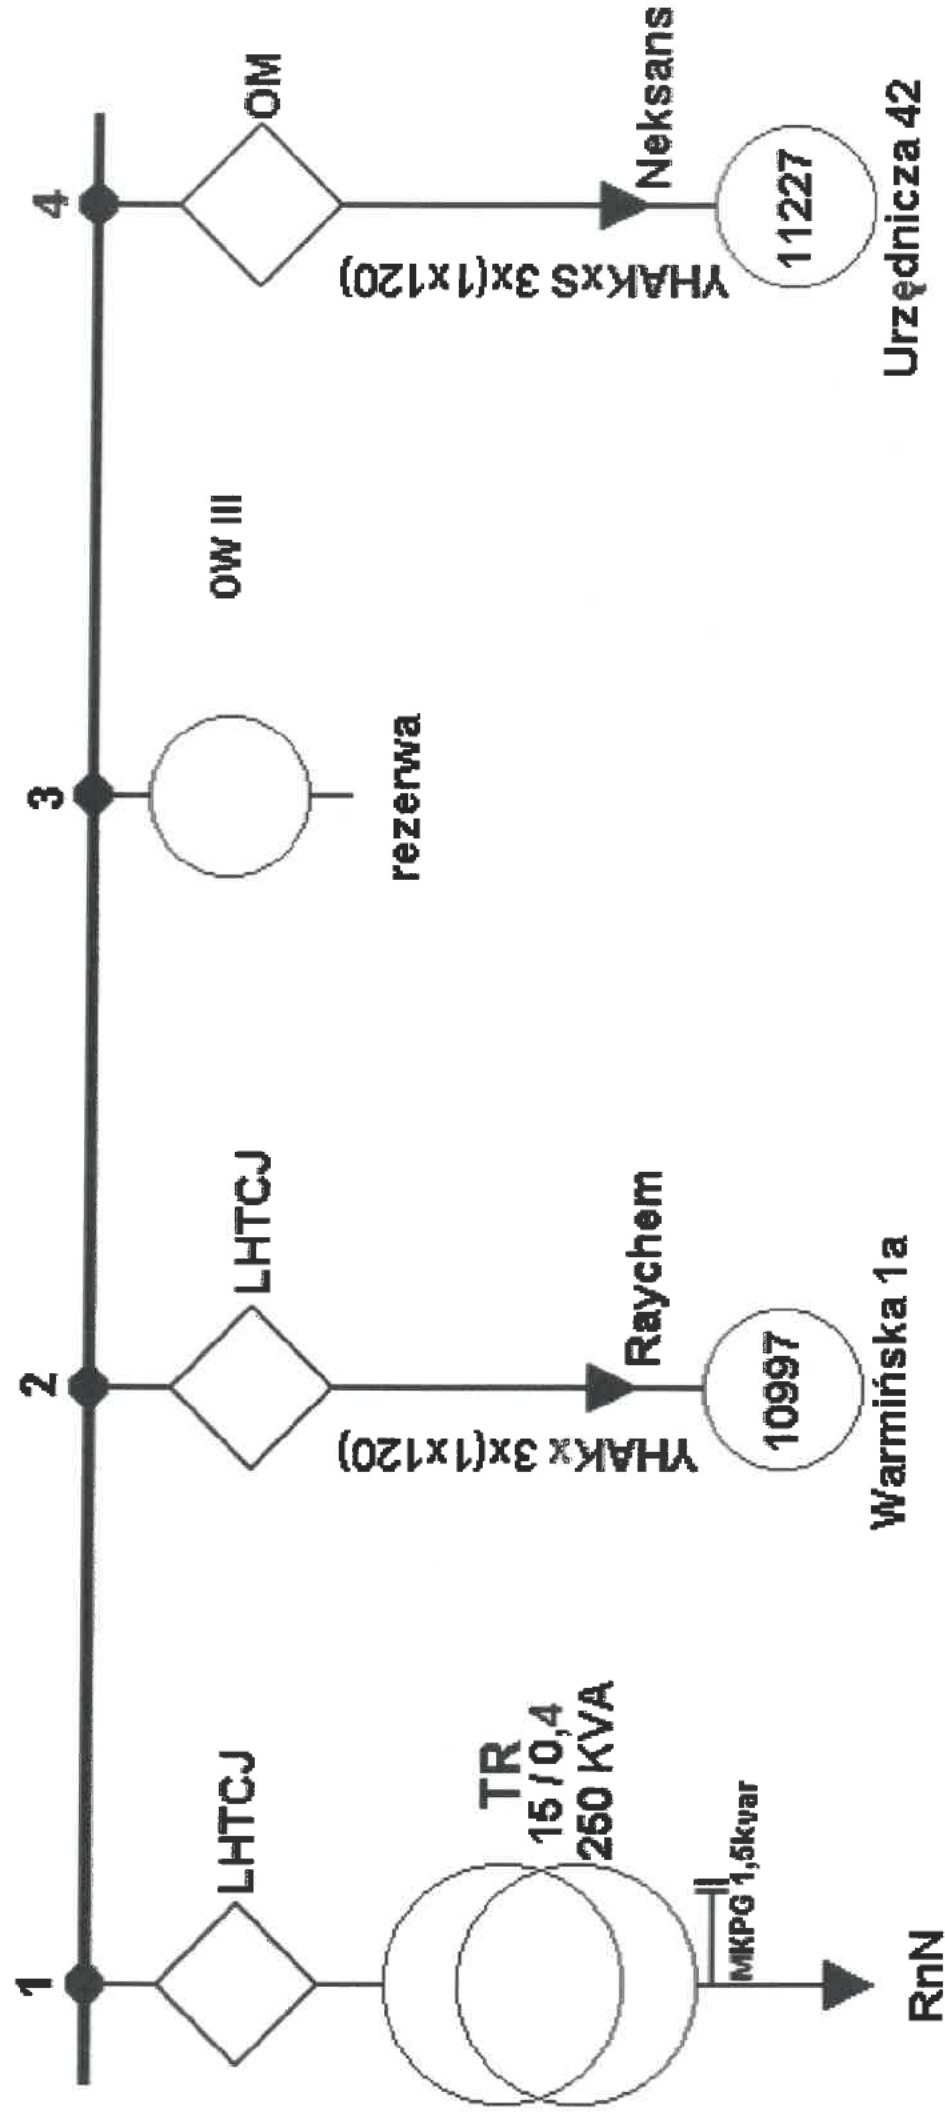 1
LHTCJ
TR
15 / 0,4
250 KVA
MKPG 1,5kvar
RnN
2
LHTCJ
YHAKx 3x(1x120)
Raychem
10997
Warmińska 1a
3
rezerwa
OW III
4
OM
YHAKxS 3x(1x120)
Neksans
11227
Urzędnicza 42